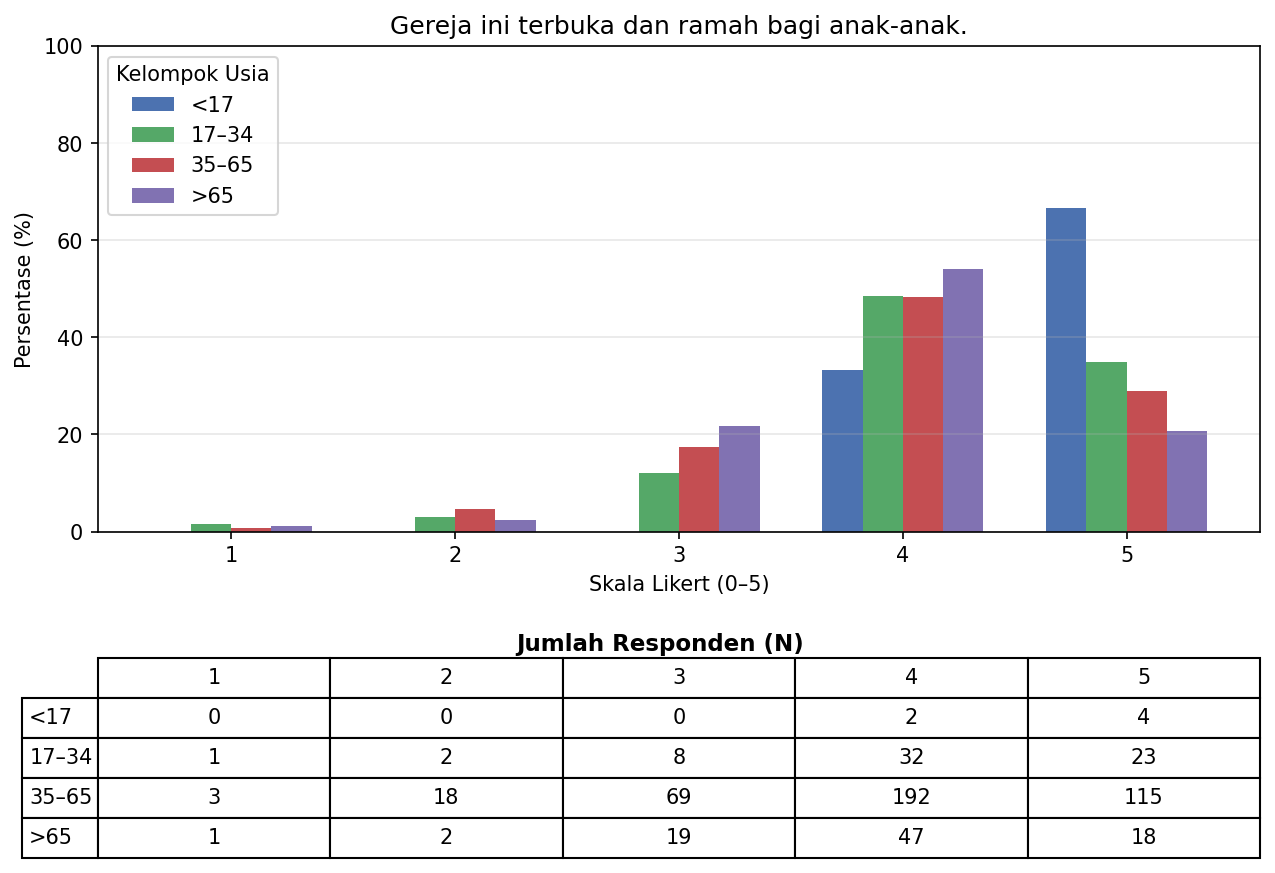 Gereja ini terbuka dan ramah bagi anak-anak.
100
80
60
40
20
0
Persentase (%)
Kelompok Usia
<17
17–34
35–65
>65
1 2 3 4 5
Skala Likert (0–5)
Jumlah Responden (N)
1 2 3 4 5
<17 0 0 0 2 4
17–34 1 2 8 32 23
35–65 3 18 69 192 115
>65 1 2 19 47 18